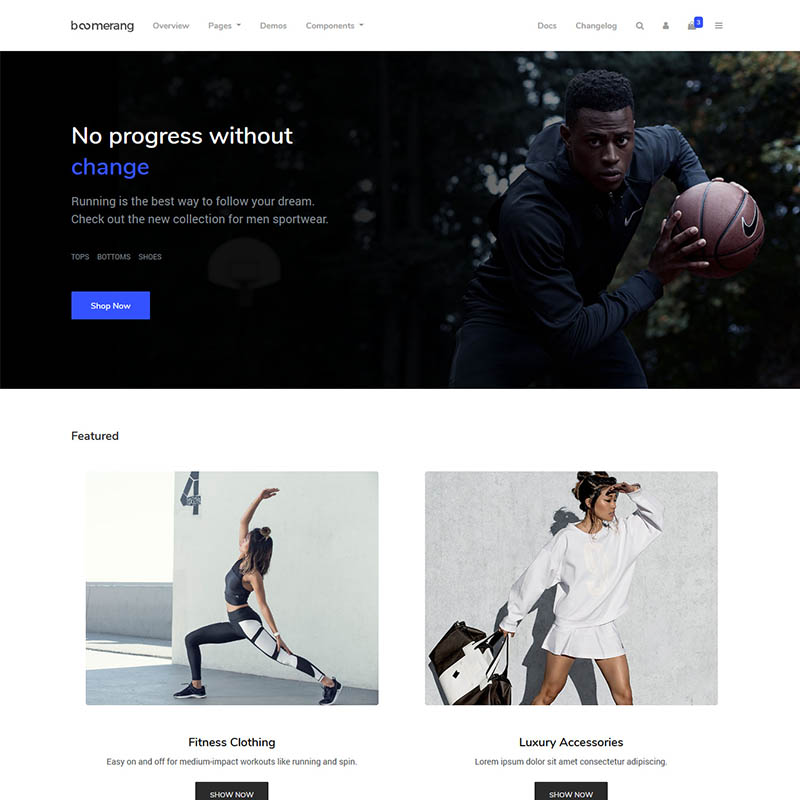 boomerang Overview Pages Demos Components Docs Changelog 3
No progress without
change
Running is the best way to follow your dream.
Check out the new collection for men sportwear.
TOPS BOTTOMS SHOES
Shop Now
Featured
4
Fitness Clothing
Easy on and off for medium-impact workouts like running and spin.
SHOW NOW
Luxury Accessories
Lorem ipsum dolor sit amet consectetur adipiscing.
SHOW NOW